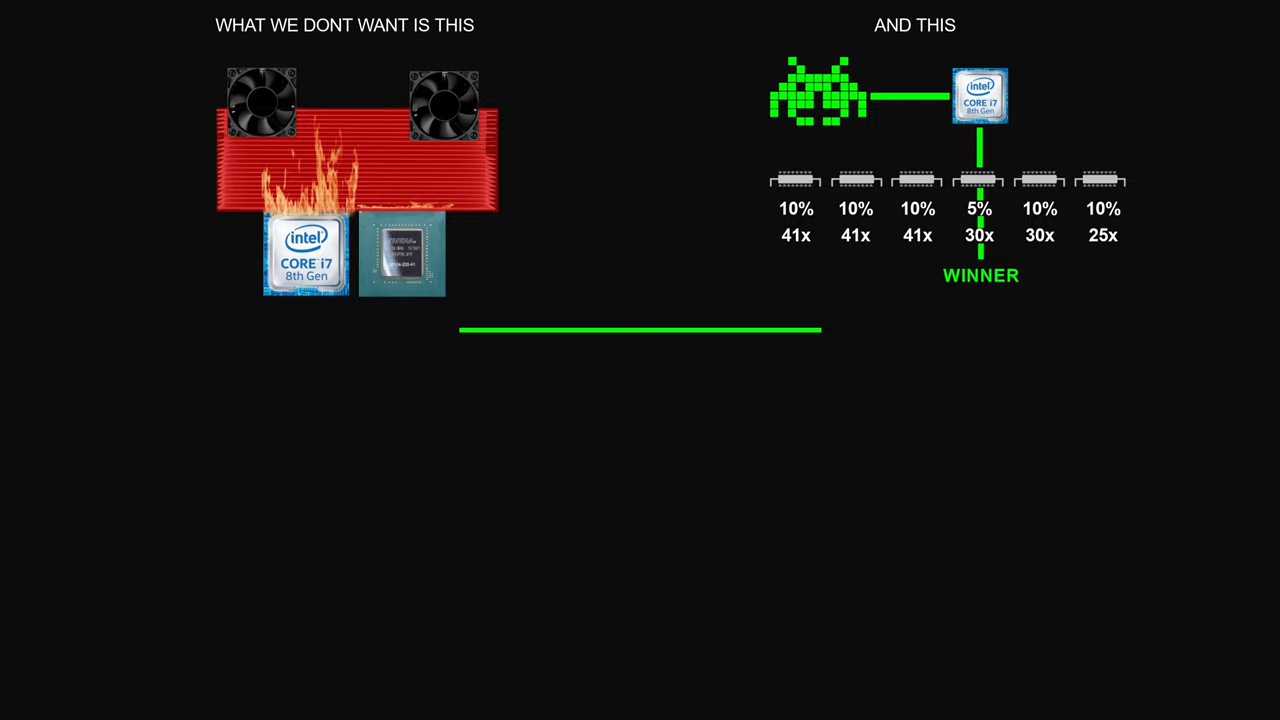 WHAT WE DONT WANT IS THIS
AND THIS
intel
CORE i7
8th Gen
10% 10% 10% 5% 10% 10%
41x 41x 41x 30x 30x 25x
WINNER
intel
CORE i7
8th Gen